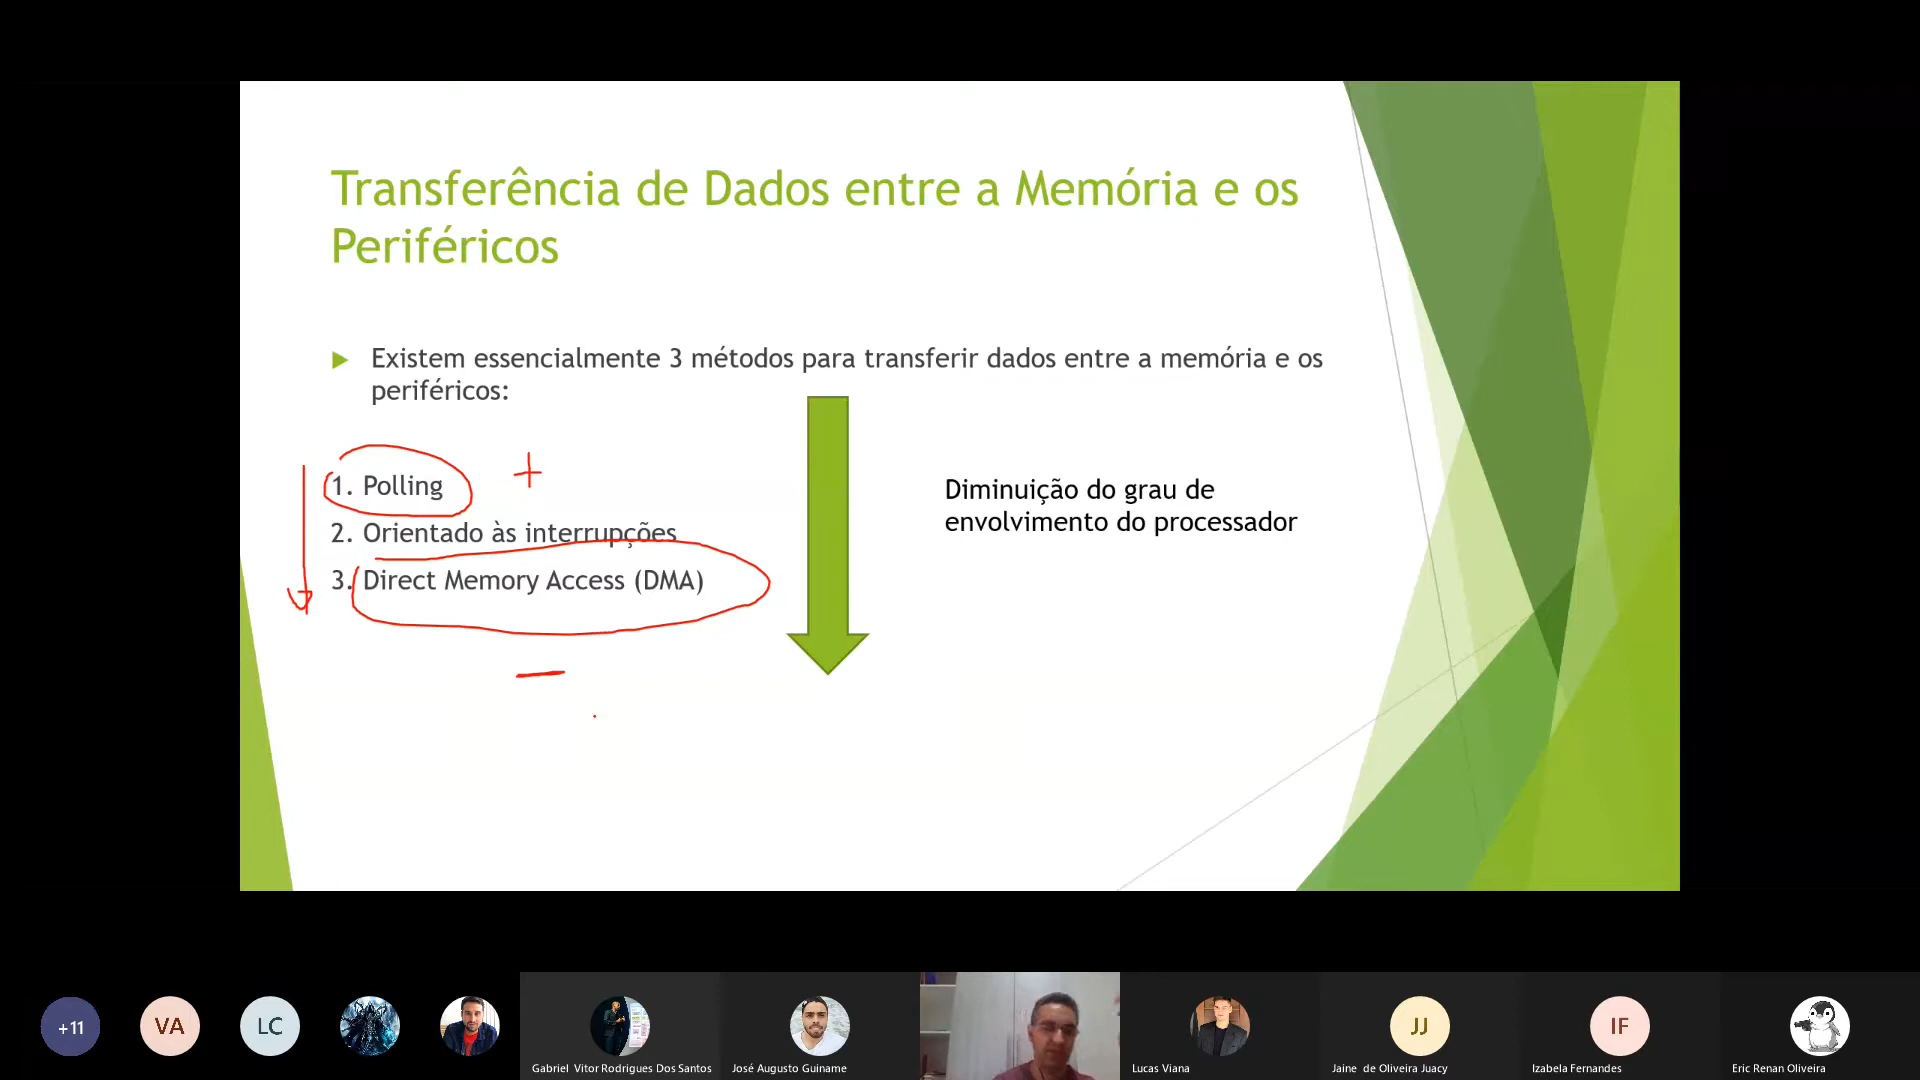 Transferência de Dados entre a Memória e os
Periféricos
Existem essencialmente 3 métodos para transferir dados entre a memória e os
periféricos:
1. Polling
+
2. Orientado às interrupções
3. Direct Memory Access (DMA)
—
Diminuição do grau de
envolvimento do processador
+11
VA
LC
JJ
IF
Gabriel Vitor Rodrigues Dos Santos
José Augusto Guiname
Lucas Viana
Jaine de Oliveira Juacy
Izabela Fernandes
Eric Renan Oliveira